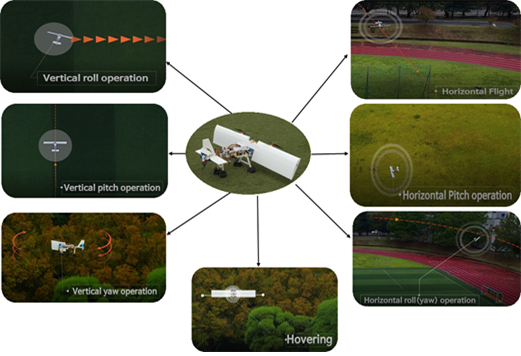 Vertical roll operation
• Horizontal Flight
•Vertical pitch operation
• Horizontal Pitch operation
• Vertical yaw operation
Horizontal roll(yaw) operation
•Hovering